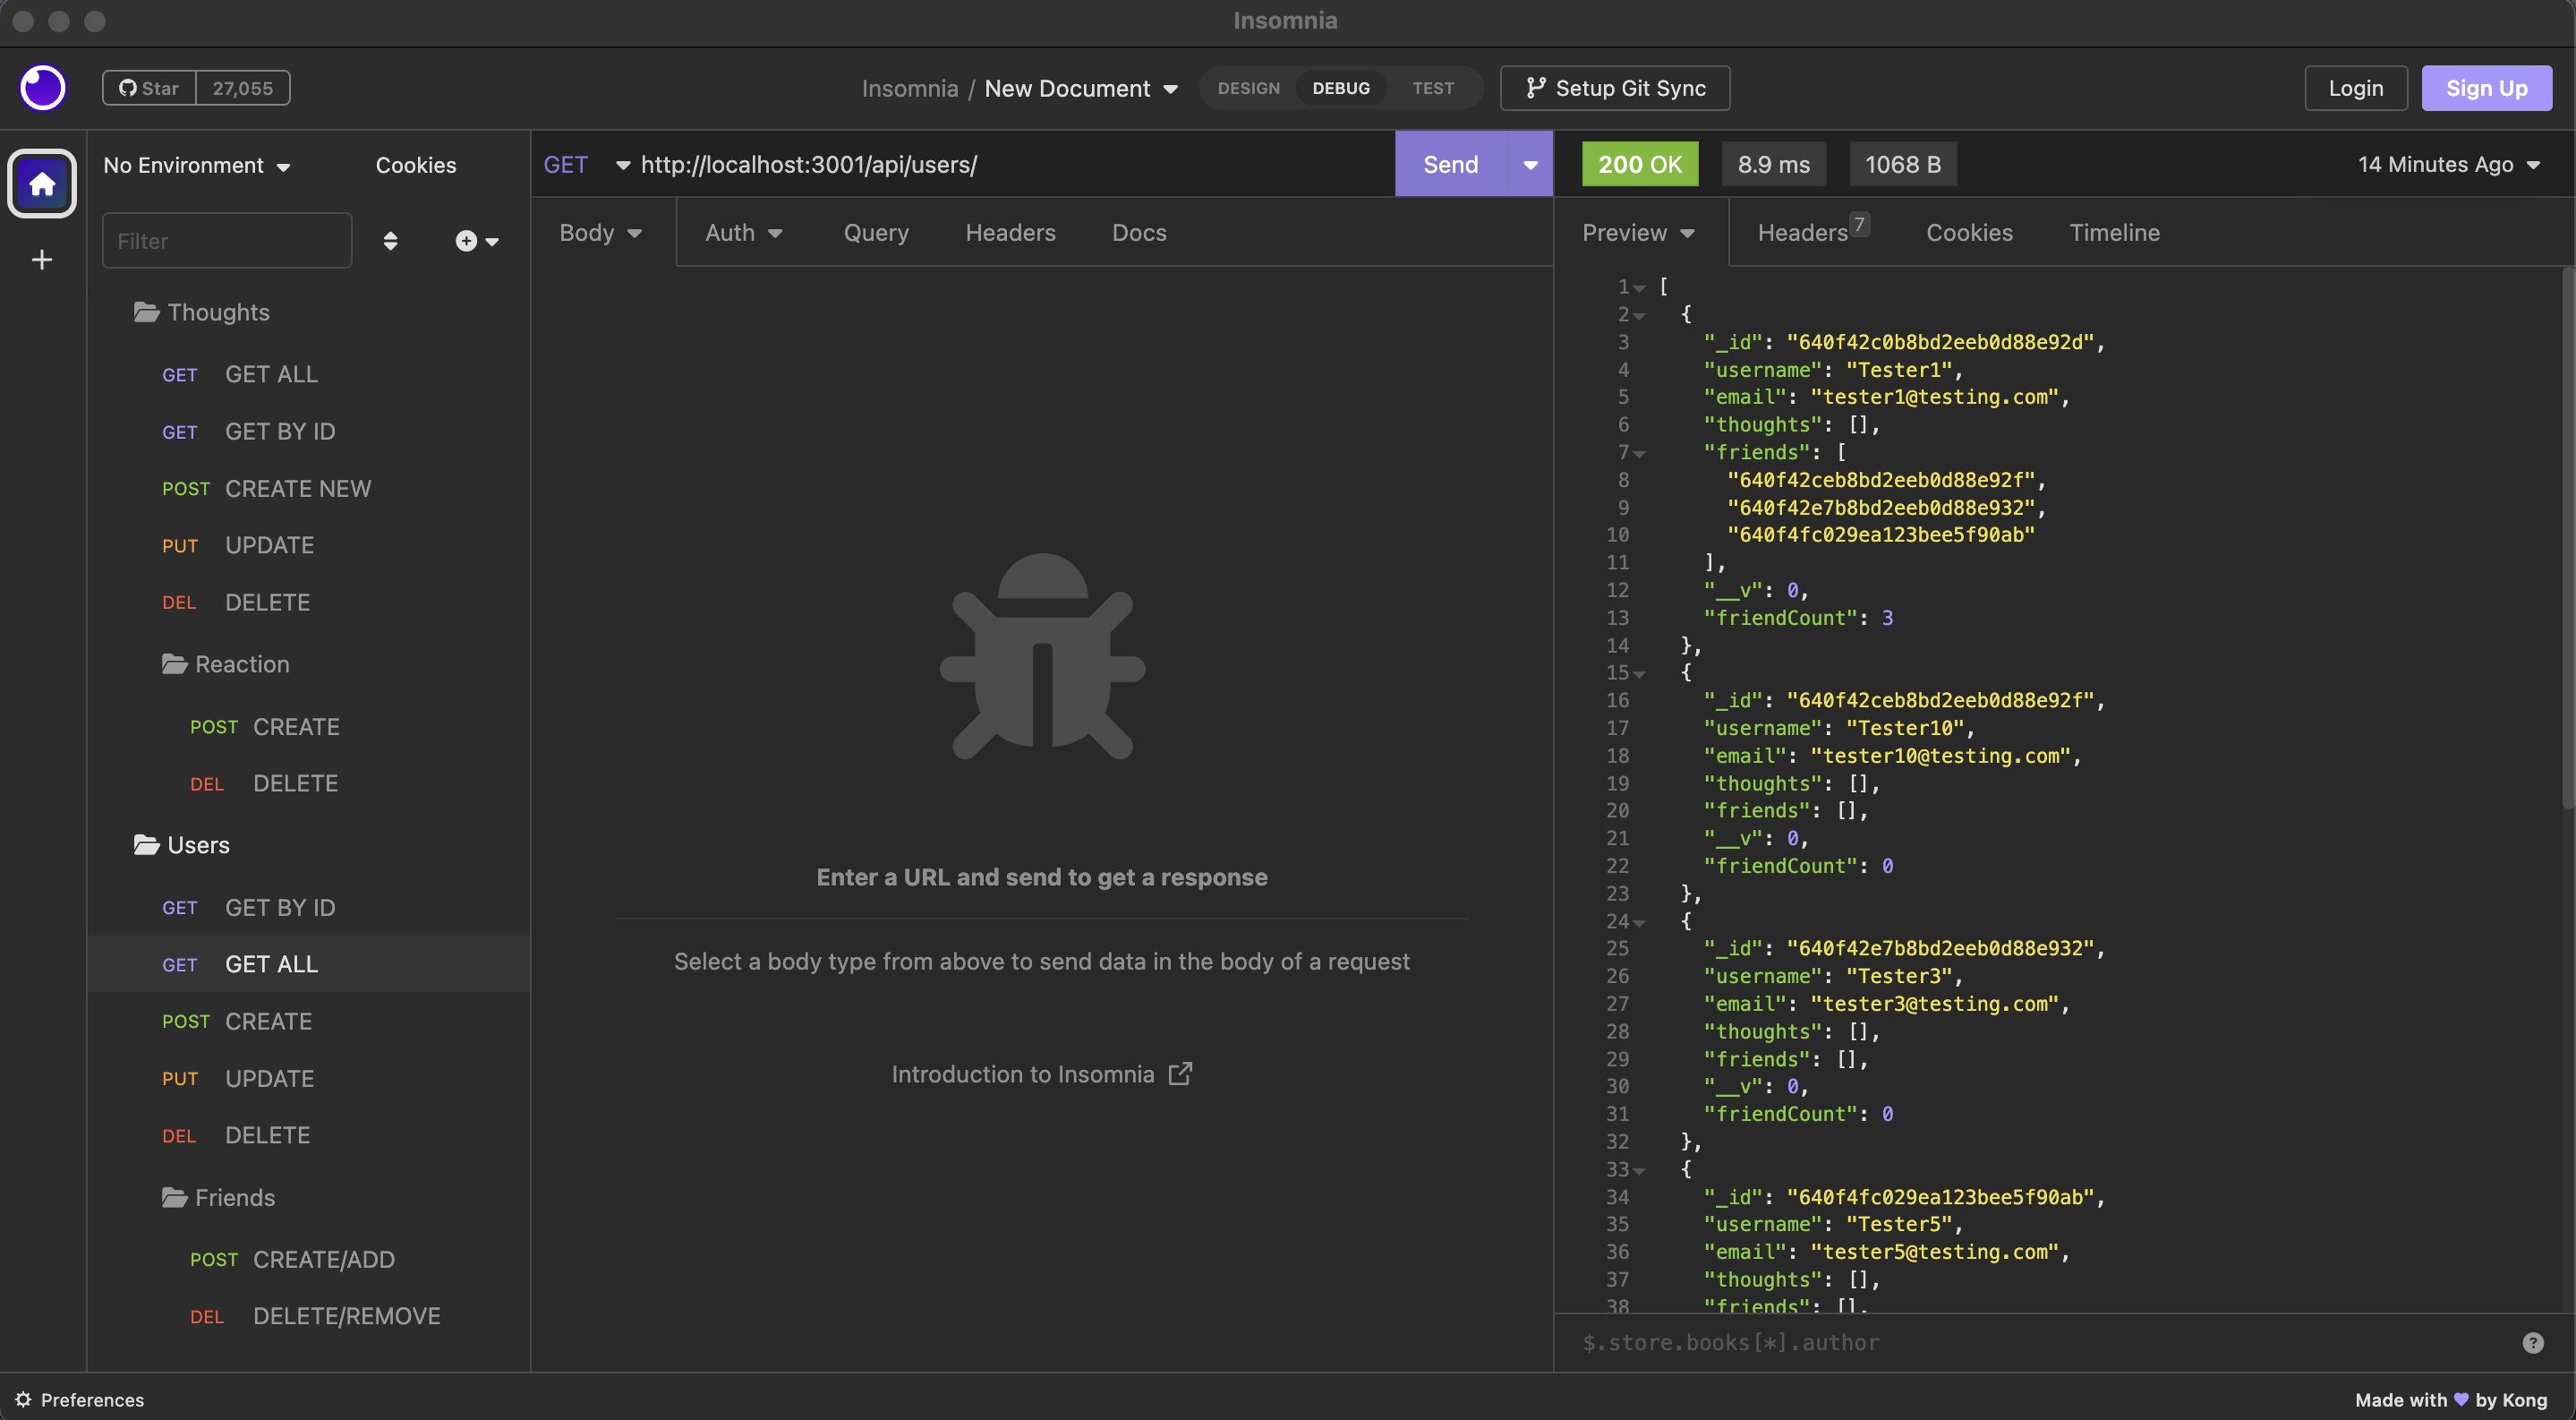 Insomnia
Star 27,055
Insomnia / New Document
DESIGN DEBUG TEST
Setup Git Sync
Login
Sign Up
No Environment
Cookies
Filter
Thoughts
GET GET ALL
GET GET BY ID
POST CREATE NEW
PUT UPDATE
DEL DELETE
Reaction
POST CREATE
DEL DELETE
Users
GET GET BY ID
GET GET ALL
POST CREATE
PUT UPDATE
DEL DELETE
Friends
POST CREATE/ADD
DEL DELETE/REMOVE
GET http://localhost:3001/api/users/ Send
Body Auth Query Headers Docs
Enter a URL and send to get a response
Select a body type from above to send data in the body of a request
Introduction to Insomnia
200 OK 8.9 ms 1068 B 14 Minutes Ago
Preview Headers 7 Cookies Timeline
1 [
2 {
3 "_id": "640f42c0b8bd2eeb0d88e92d",
4 "username": "Tester1",
5 "email": "tester1@testing.com",
6 "thoughts": [],
7 "friends": [
8 "640f42ceb8bd2eeb0d88e92f",
9 "640f42e7b8bd2eeb0d88e932",
10 "640f4fc029ea123bee5f90ab"
11 ],
12 "__v": 0,
13 "friendCount": 3
14 },
15 {
16 "_id": "640f42ceb8bd2eeb0d88e92f",
17 "username": "Tester10",
18 "email": "tester10@testing.com",
19 "thoughts": [],
20 "friends": [],
21 "__v": 0,
22 "friendCount": 0
23 },
24 {
25 "_id": "640f42e7b8bd2eeb0d88e932",
26 "username": "Tester3",
27 "email": "tester3@testing.com",
28 "thoughts": [],
29 "friends": [],
30 "__v": 0,
31 "friendCount": 0
32 },
33 {
34 "_id": "640f4fc029ea123bee5f90ab",
35 "username": "Tester5",
36 "email": "tester5@testing.com",
37 "thoughts": [],
38 "friends": [],
$.store.books[*].author
Preferences
Made with 💜 by Kong